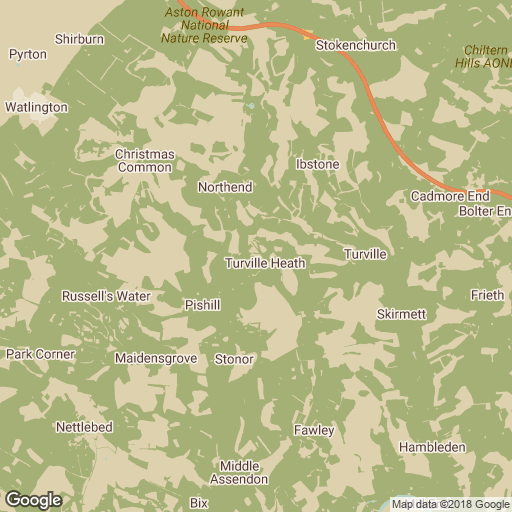 Aston Rowant
National
Nature Reserve
Shirburn
Stokenchurch
Pyrton
Chiltern
Hills AONB
Watlington
Christmas
Common
Ibstone
Northend
Cadmore End
Bolter En
Turville
Turville Heath
Russell's Water
Pishill
Frieth
Skirmett
Park Corner
Maidensgrove
Stonor
Nettlebed
Fawley
Hambleden
Middle
Assendon
Bix
Google
Map data ©2018 Google